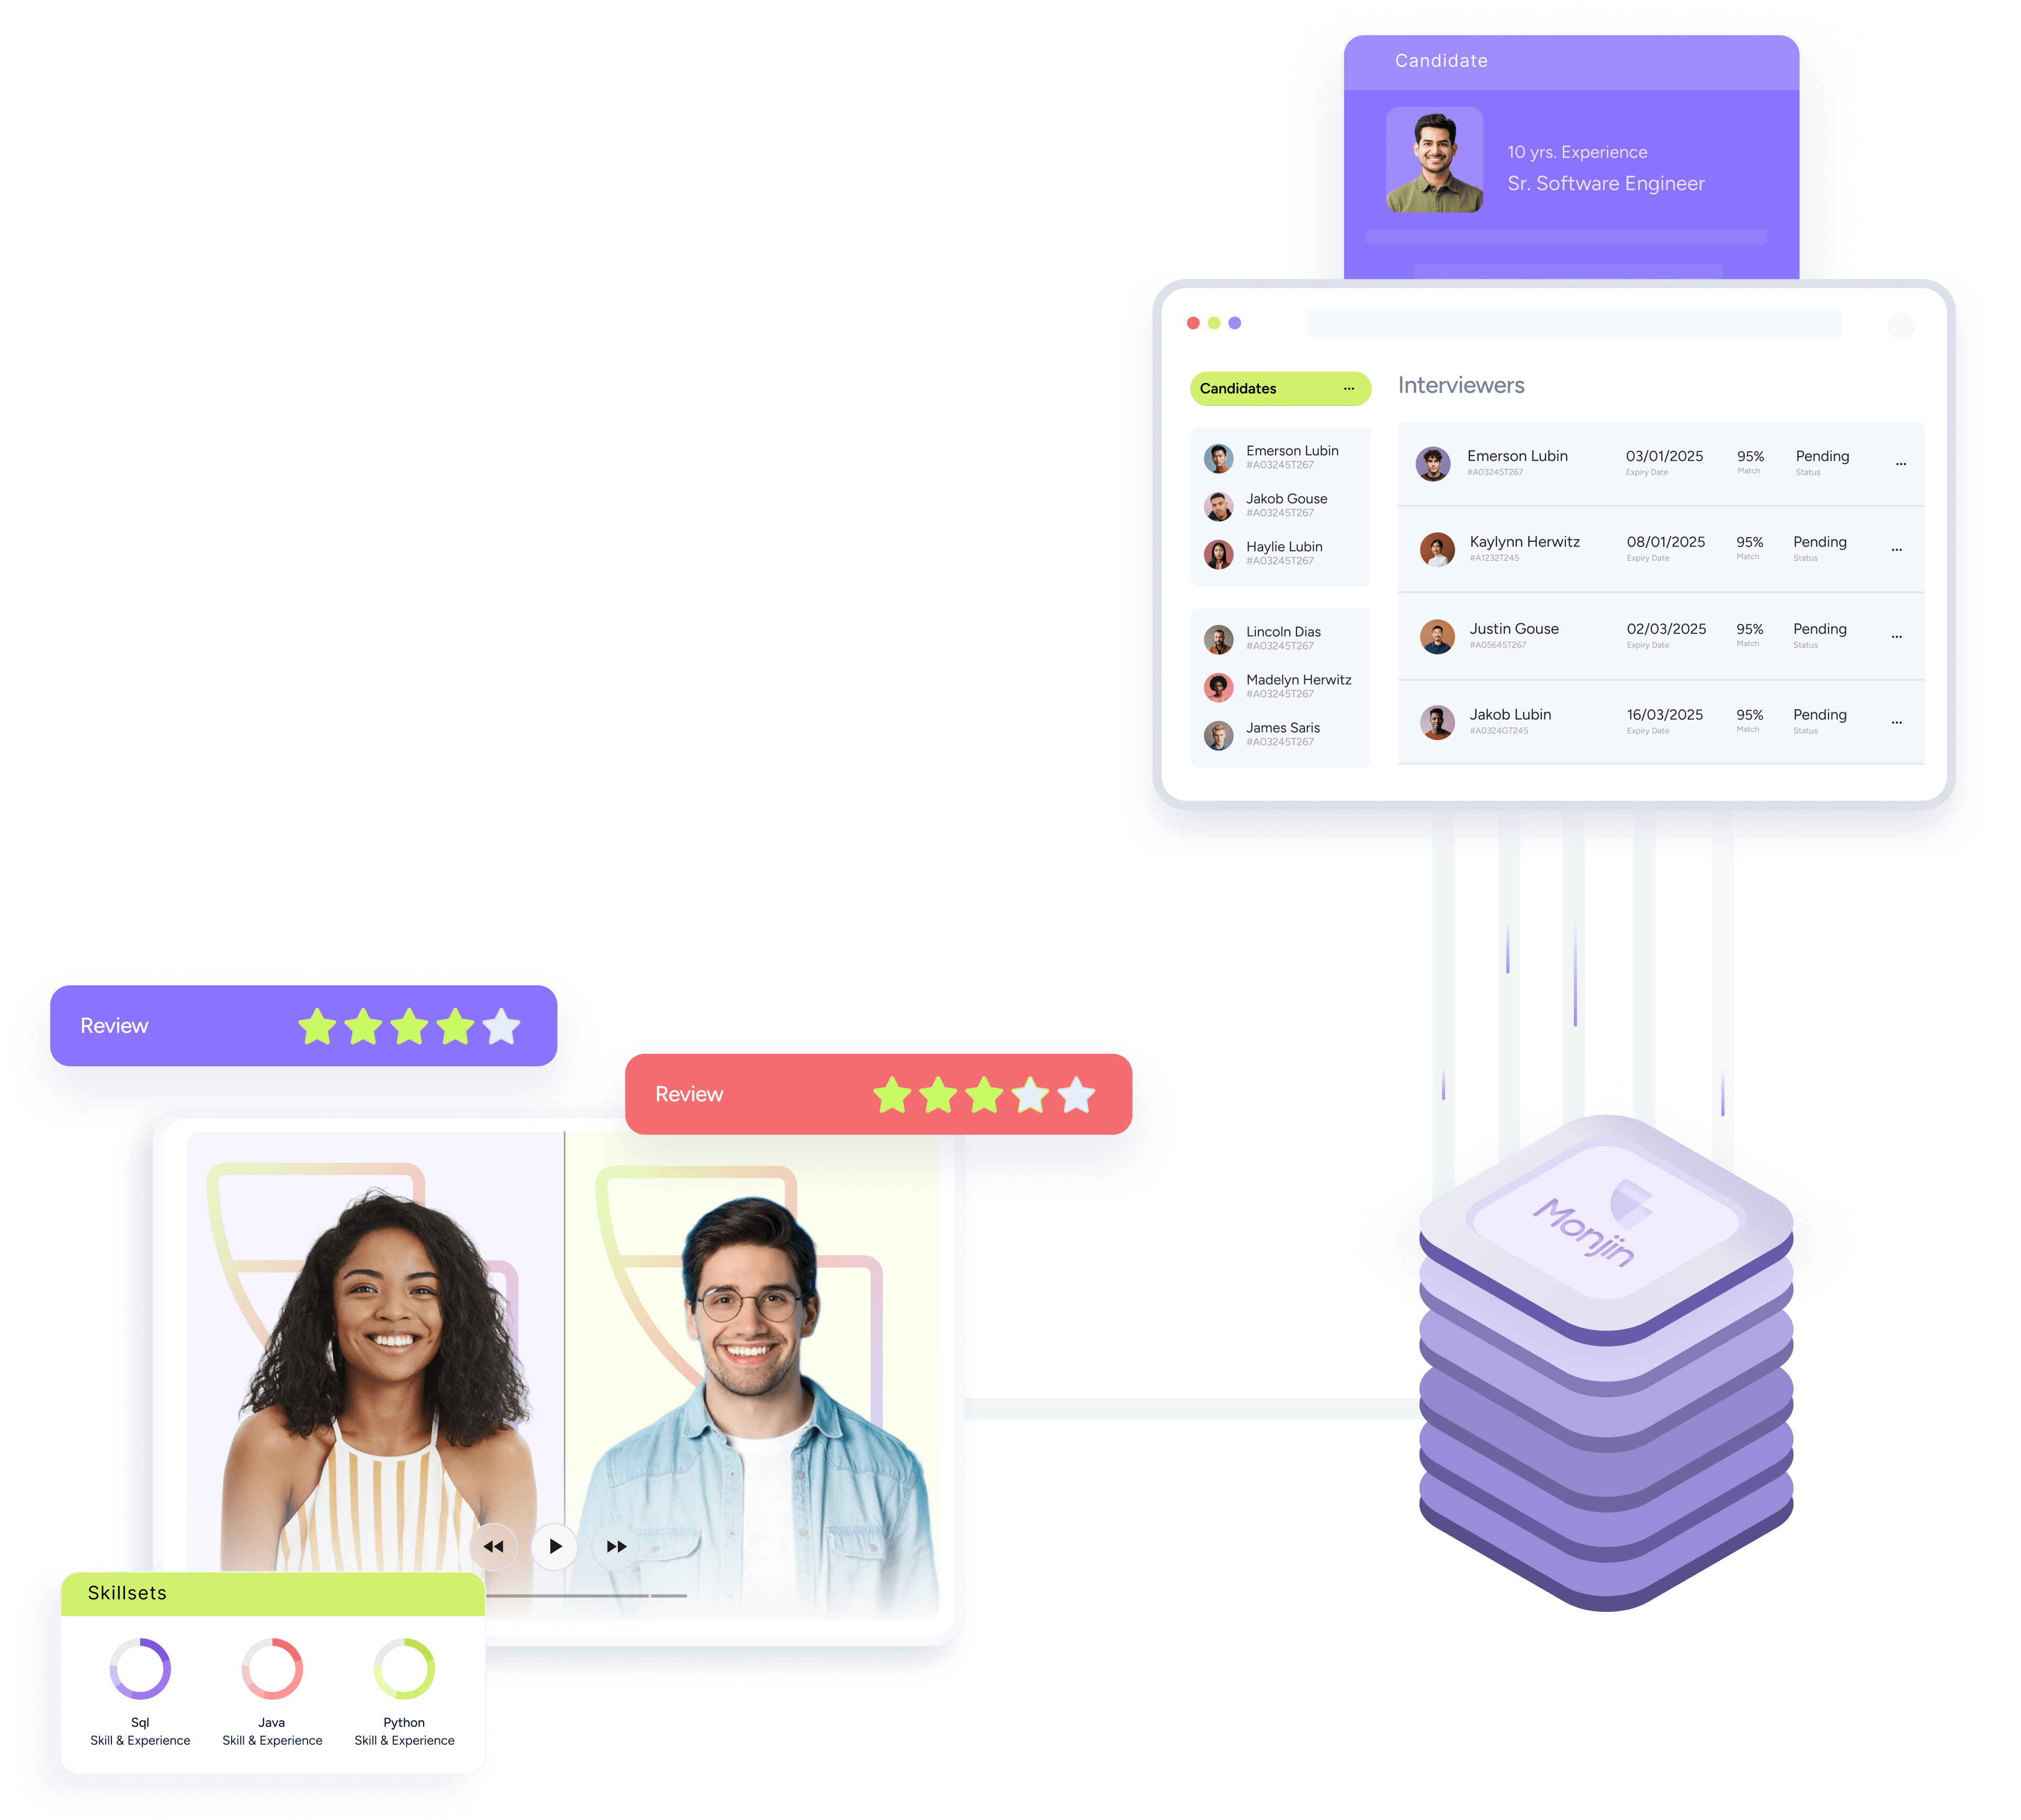 Candidate
10 yrs. Experience
Sr. Software Engineer
Candidates
Emerson Lubin
#A03245T267
Jakob Gouse
#A03245T267
Haylie Lubin
#A03245T267
Lincoln Dias
#A03245T267
Madelyn Herwitz
#A03245T267
James Saris
#A03245T267
Interviewers
Emerson Lubin 03/01/2025 95% Pending
#A03245T267 Expiry Date Match Status
Kaylynn Herwitz 08/01/2025 95% Pending
#A1232T245 Expiry Date Match Status
Justin Gouse 02/03/2025 95% Pending
#A05645T267 Expiry Date Match Status
Jakob Lubin 16/03/2025 95% Pending
#A0324GT245 Expiry Date Match Status
Review
Review
Monjin
Skillsets
Sql
Skill & Experience
Java
Skill & Experience
Python
Skill & Experience